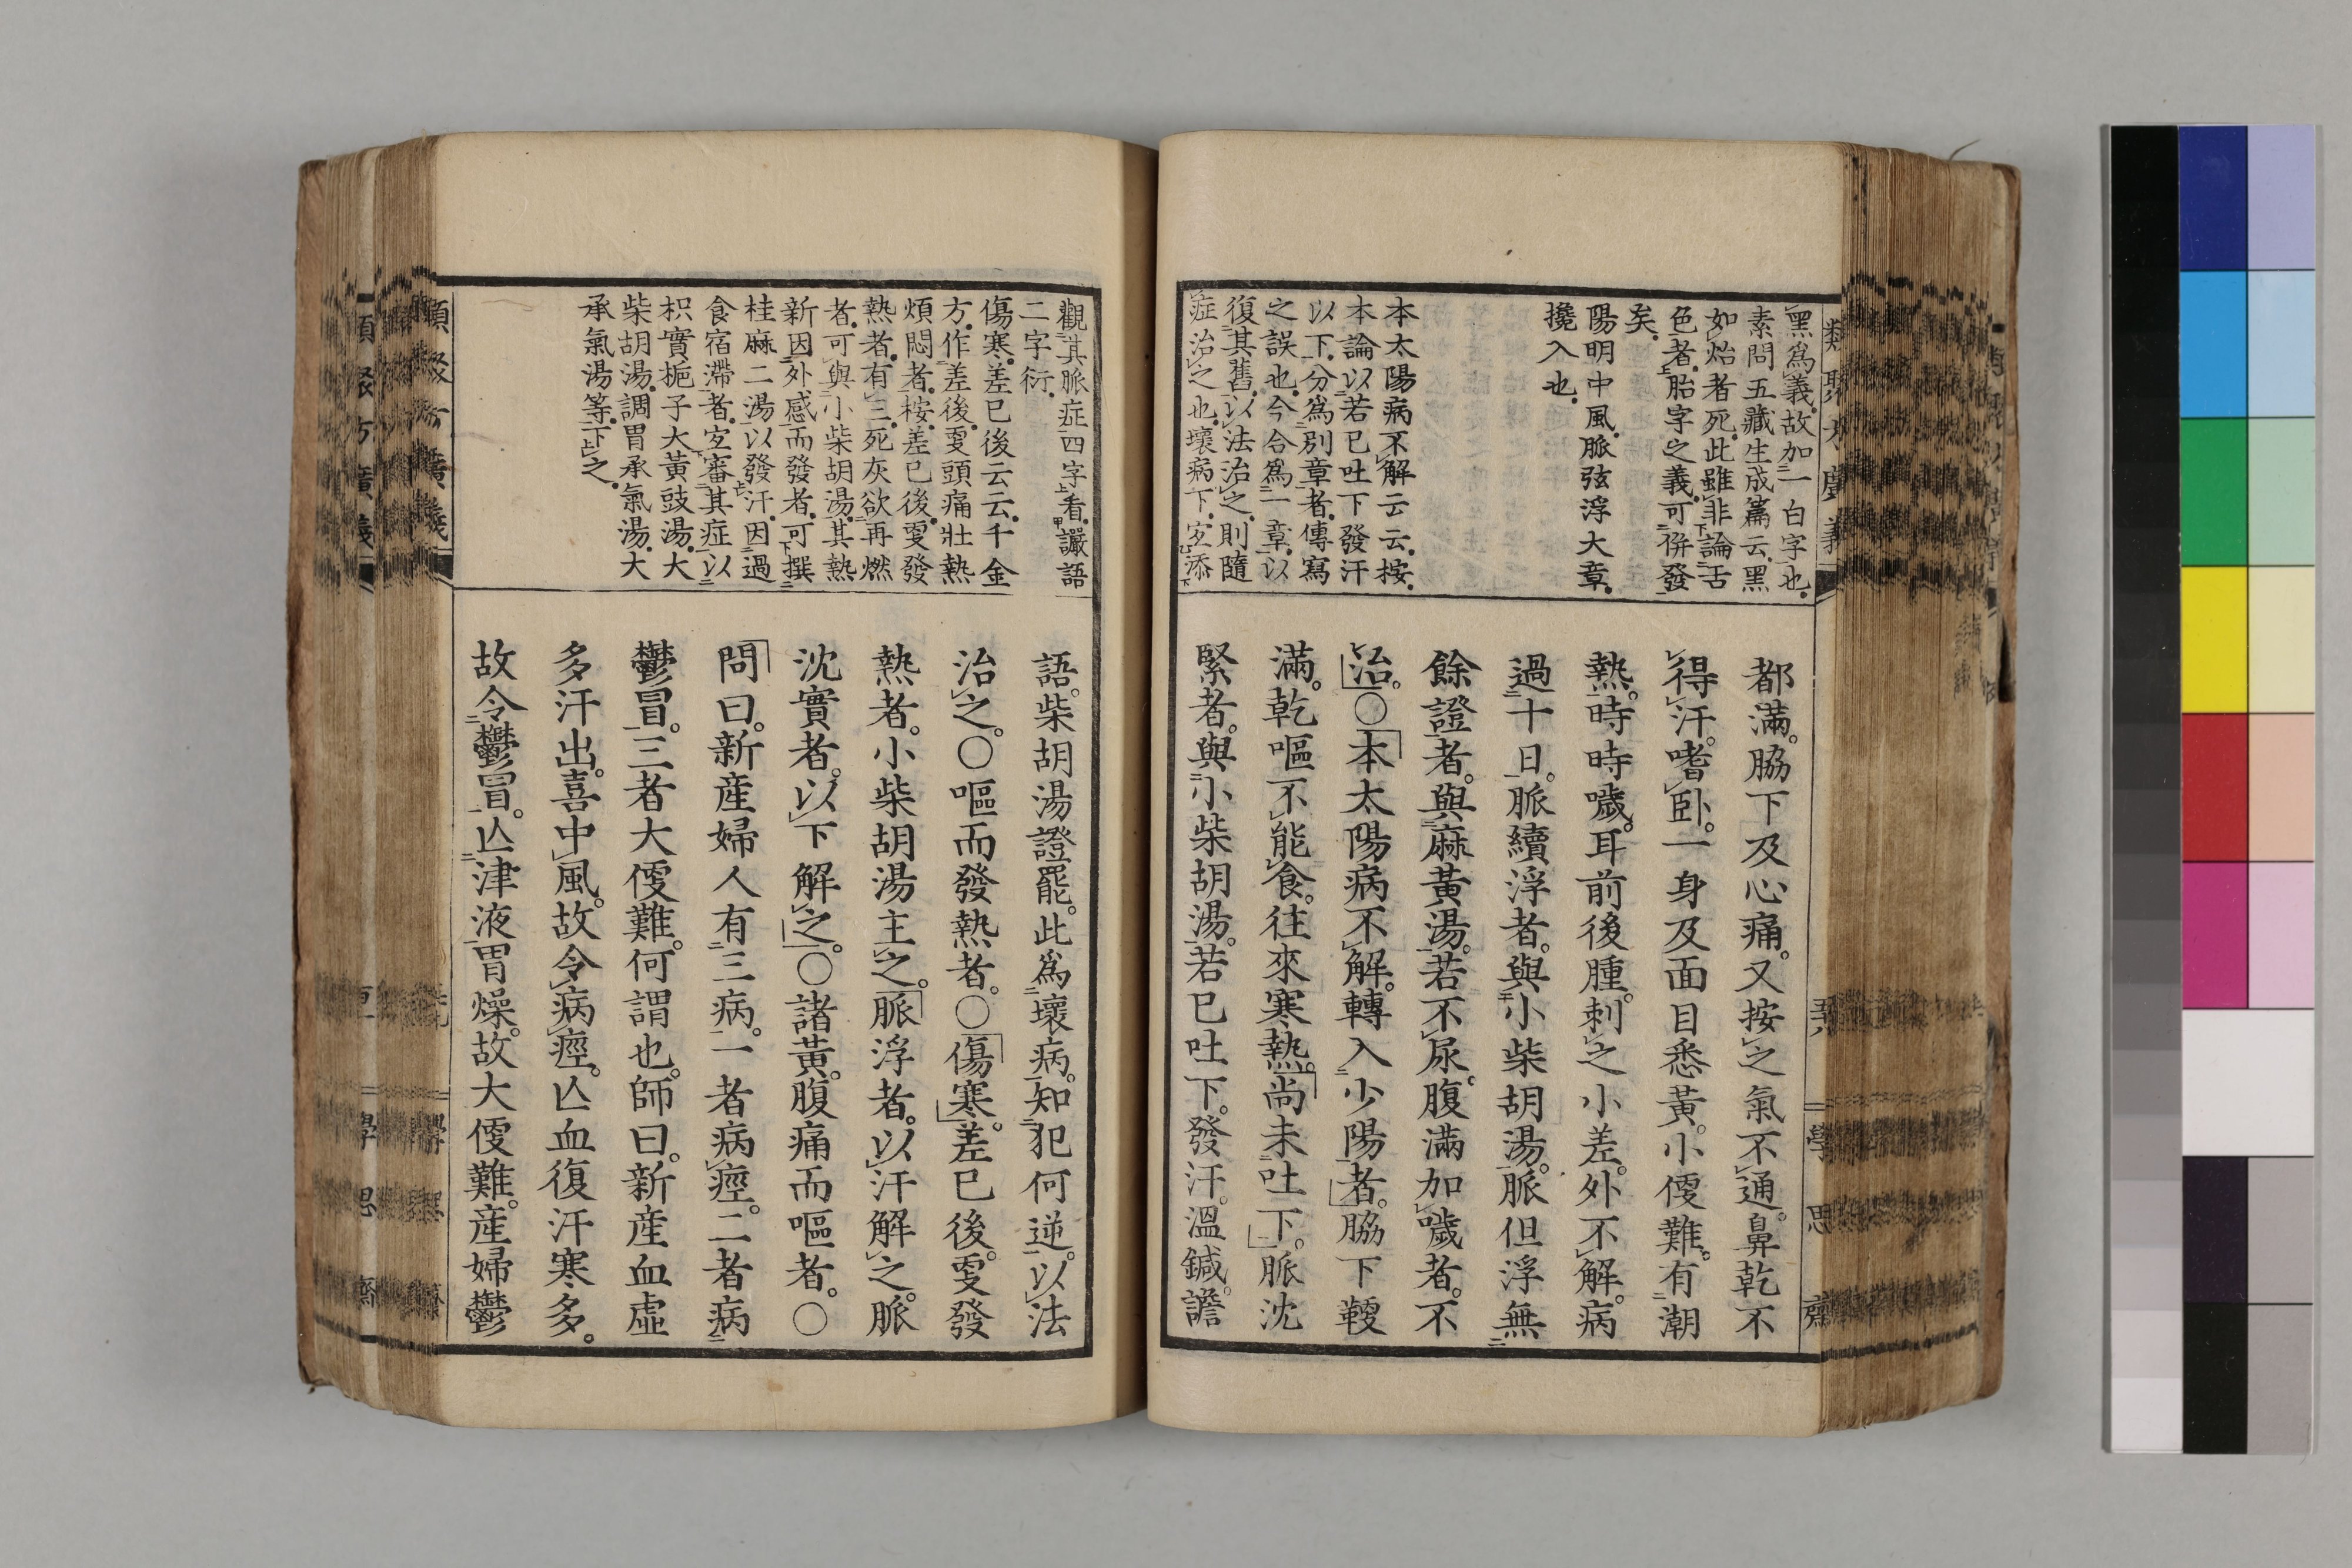 黑爲義故加一白字也
素問五藏生成篇云黑
如炲者死此雖非論舌
色者胎字之義可併發
矣
陽明中風脈弦浮大章
攙入也
本太陽病不解云云按
本論以若已吐下發汗
以下分爲別章者傳寫
之誤也今合爲一章以
復其舊以法治之則隨
症治之也壞病下宜添
都滿。脇下及心痛。又按之氣不通。鼻乾不
得汗。嗜臥。一身及面目悉黃。小便難。有潮
熱。時時噦。耳前後腫。刺之小差。外不解。病
過十日。脈續浮者。與小柴胡湯。脈但浮無
餘證者。與麻黃湯。若不尿。腹滿加噦者。不
治。○本太陽病不解。轉入少陽者。脇下鞕
滿。乾嘔不能食。往來寒熱。尚未吐下。脈沈
緊者。與小柴胡湯。若已吐下。發汗。溫鍼。譫
觀其脈症四字看讝語
二字衍
傷寒差已後云云千金
方作差後更頭痛壯熱
煩悶者按差已後更發
熱者有三死灰欲再燃
者可與小柴胡湯其熱
新因外感而發者可撰
桂麻二湯以發汗因過
食宿滯者宜審其症以
枳實梔子大黃豉湯大
柴胡湯調胃承氣湯大
承氣湯等下之
語。柴胡湯證罷。此爲壞病。知犯何逆。以法
治之。○嘔而發熱者。○傷寒。差已後。更發
熱者。小柴胡湯主之。脈浮者。以汗解之。脈
沈實者。以下解之。○諸黃。腹痛而嘔者。○
問曰。新産婦人有三病。一者病痙。二者病
鬱冒。三者大便難。何謂也。師曰。新産血虛
多汗出。喜中風。故令病痙。亾血復汗寒多。
故令鬱冒。亾津液胃燥。故大便難。産婦鬱
類聚方廣義
學思齋